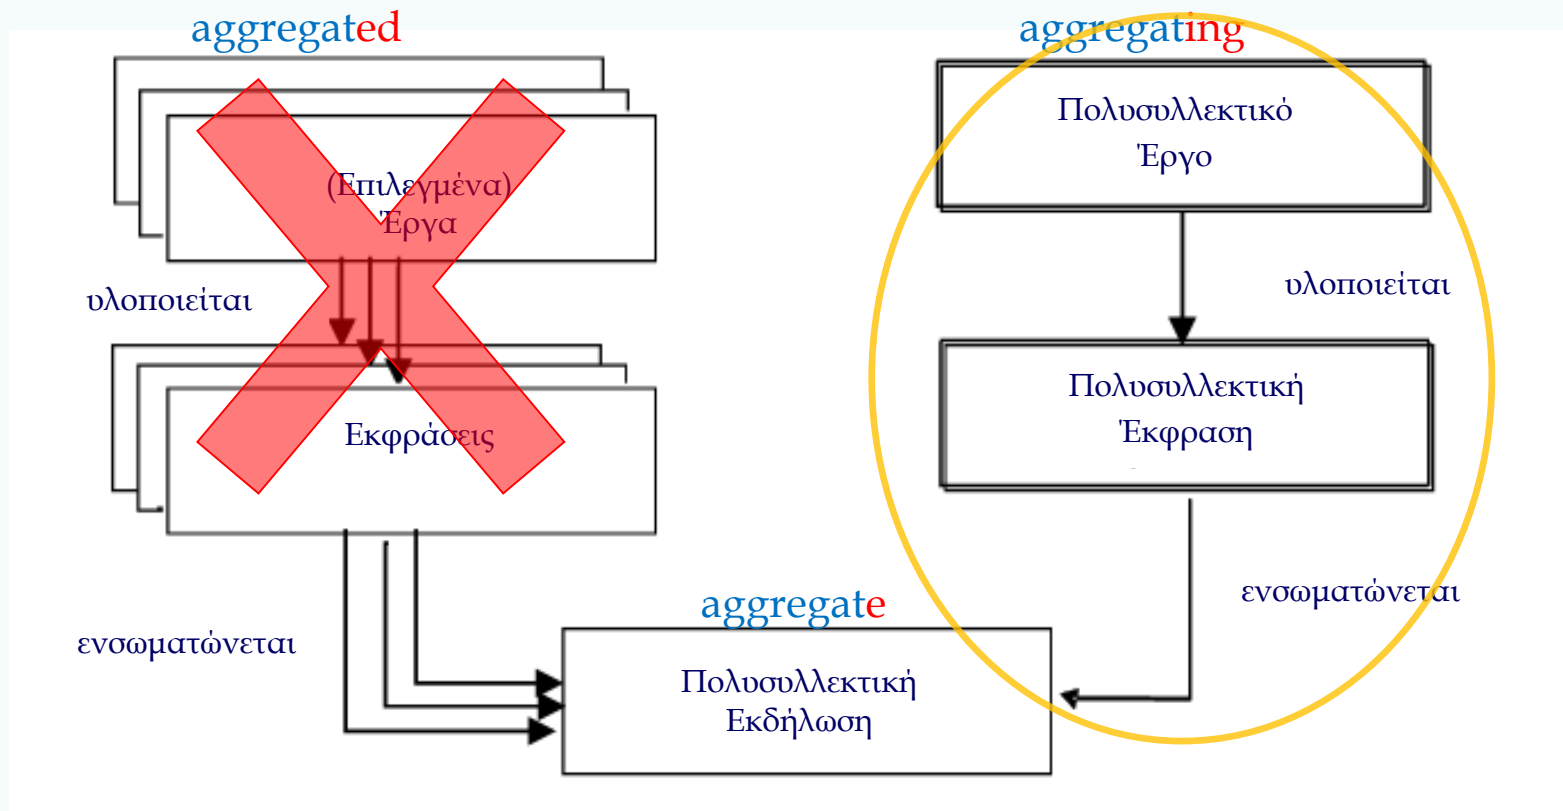 aggregated
aggregating
Πολυσυλλεκτικό
Έργο
(Επιλεγμένα)
Έργα
υλοποιείται
υλοποιείται
Πολυσυλλεκτική
Έκφραση
Εκφράσεις
ενσωματώνεται
aggregate
ενσωματώνεται
Πολυσυλλεκτική
Εκδήλωση